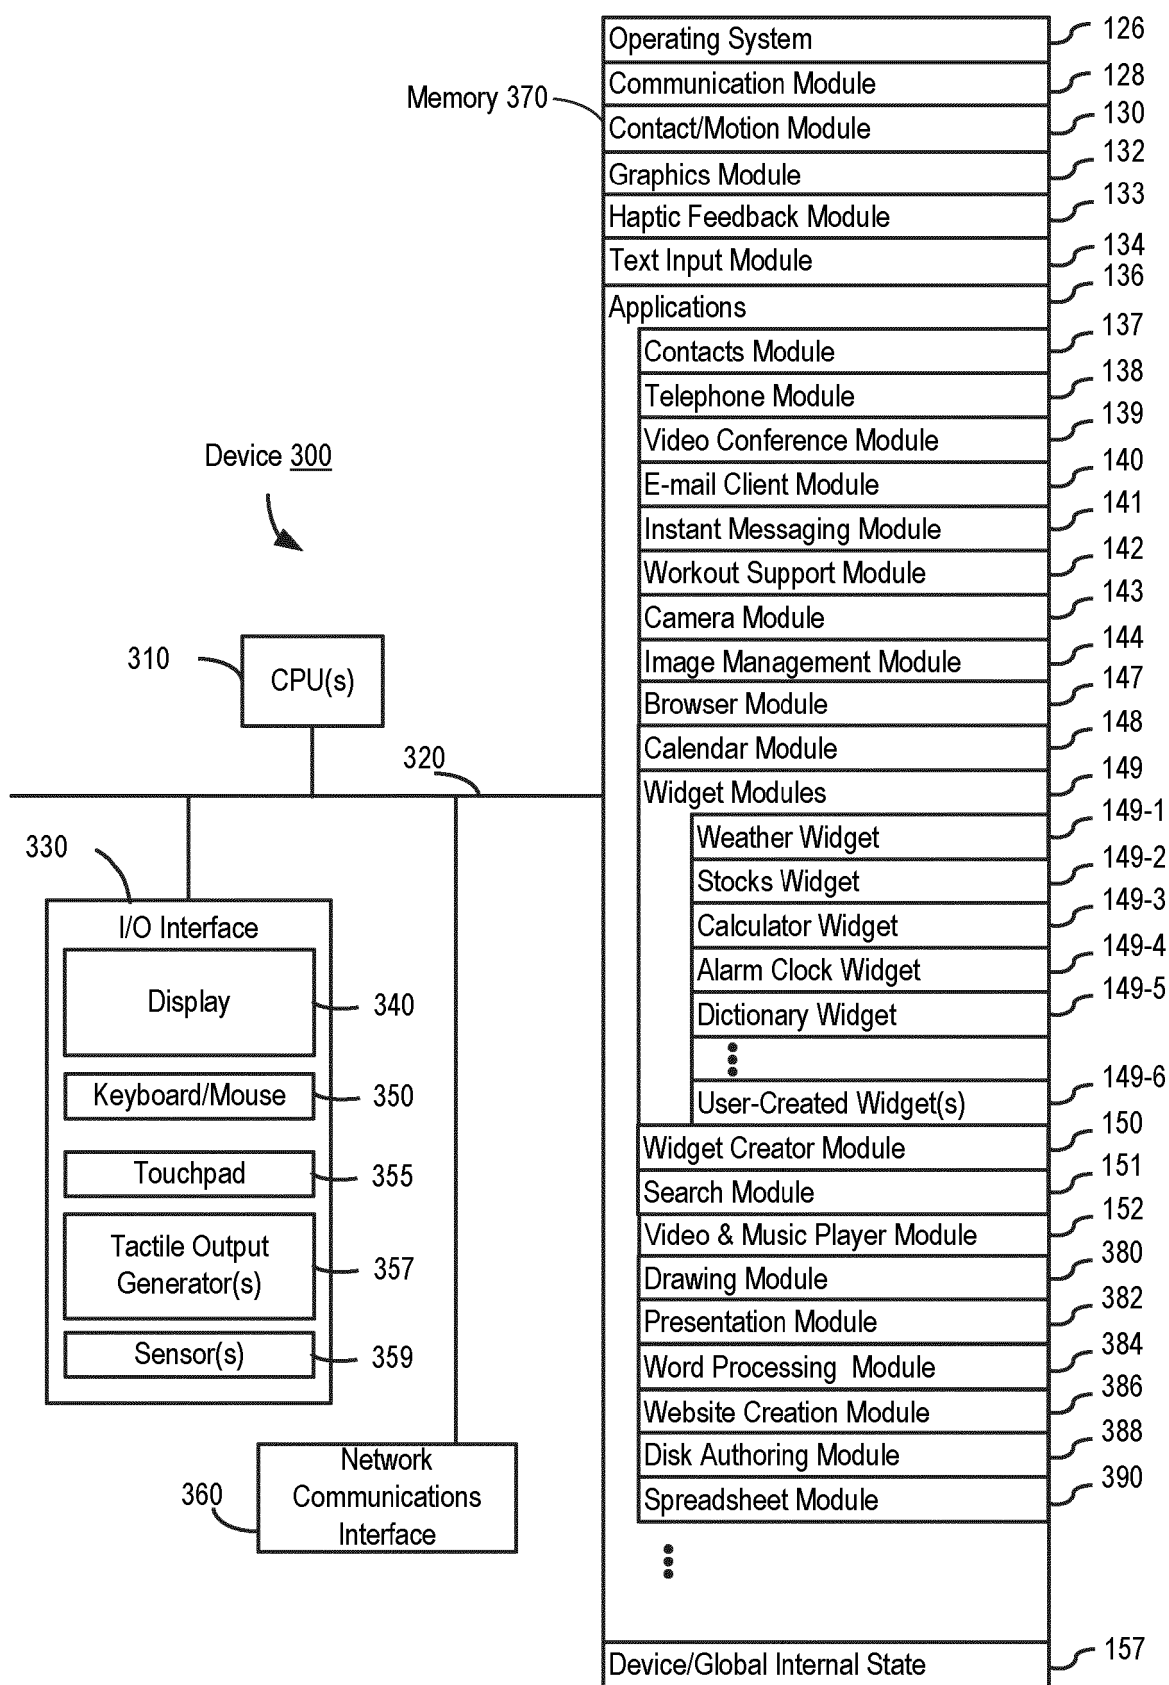 Device 300
310
CPU(s)
320
330
I/O Interface
Display
340
Keyboard/Mouse
350
Touchpad
355
Tactile Output
Generator(s)
357
Sensor(s)
359
Network
Communications
Interface
360
Memory 370
Operating System
126
Communication Module
128
Contact/Motion Module
130
Graphics Module
132
Haptic Feedback Module
133
Text Input Module
134
Applications
136
Contacts Module
137
Telephone Module
138
Video Conference Module
139
E-mail Client Module
140
Instant Messaging Module
141
Workout Support Module
142
Camera Module
143
Image Management Module
144
Browser Module
147
Calendar Module
148
Widget Modules
149
Weather Widget
149-1
Stocks Widget
149-2
Calculator Widget
149-3
Alarm Clock Widget
149-4
Dictionary Widget
149-5
User-Created Widget(s)
149-6
Widget Creator Module
150
Search Module
151
Video & Music Player Module
152
Drawing Module
380
Presentation Module
382
Word Processing  Module
384
Website Creation Module
386
Disk Authoring Module
388
Spreadsheet Module
390
Device/Global Internal State
157